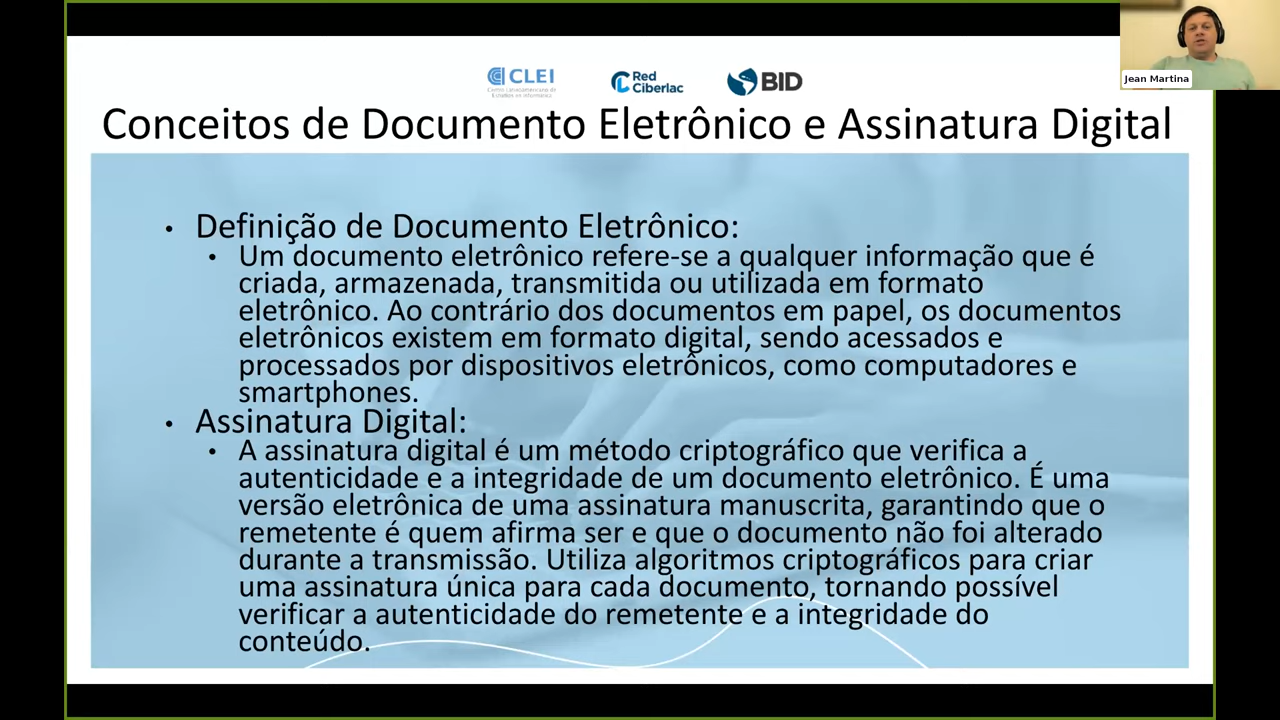 Jean Martina
CLEI
Red
Ciberlac
BID
Conceitos de Documento Eletrônico e Assinatura Digital
• Definição de Documento Eletrônico:
• Um documento eletrônico refere-se a qualquer informação que é
criada, armazenada, transmitida ou utilizada em formato
eletrônico. Ao contrário dos documentos em papel, os documentos
eletrônicos existem em formato digital, sendo acessados e
processados por dispositivos eletrônicos, como computadores e
smartphones.
• Assinatura Digital:
• A assinatura digital é um método criptográfico que verifica a
autenticidade e a integridade de um documento eletrônico. É uma
versão eletrônica de uma assinatura manuscrita, garantindo que o
remetente é quem afirma ser e que o documento não foi alterado
durante a transmissão. Utiliza algoritmos criptográficos para criar
uma assinatura única para cada documento, tornando possível
verificar a autenticidade do remetente e a integridade do
conteúdo.